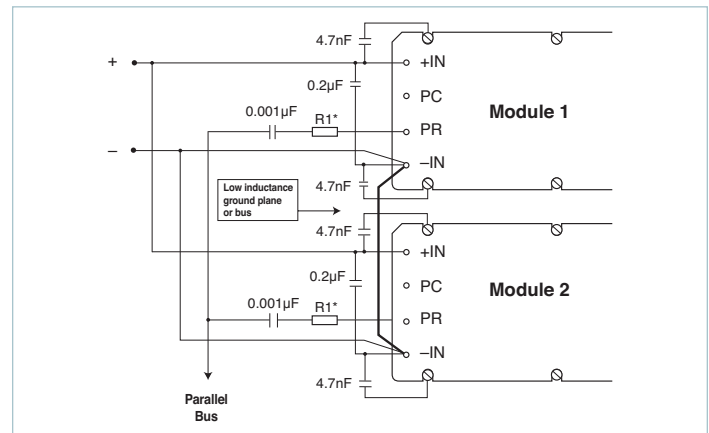 4.7nF
+
+IN
0.2μF
PC
Module 1
0.001μF
R1*
PR
–
–IN
4.7nF
Low inductance
ground plane
or bus
4.7nF
+IN
0.2μF
PC
Module 2
0.001μF
R1*
PR
–IN
4.7nF
Parallel
Bus